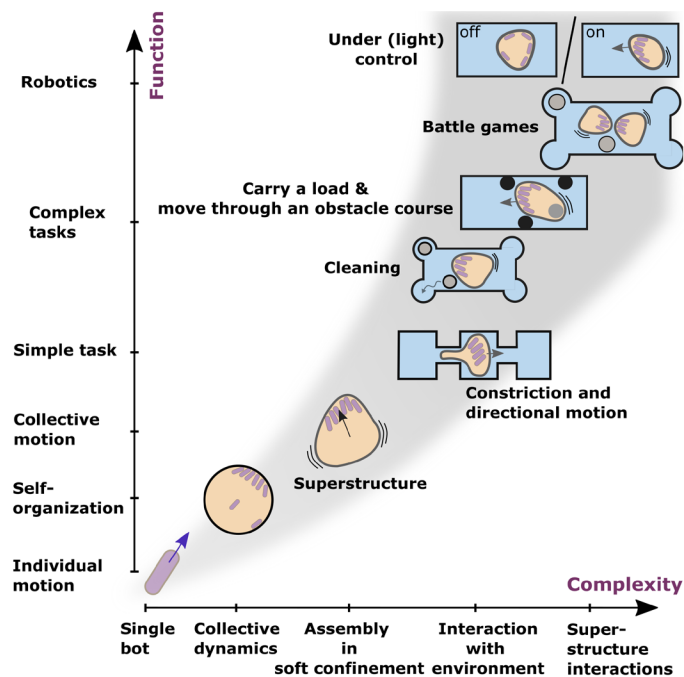 Function
Robotics
Complex
tasks
Simple task
Collective
motion
Self-
organization
Individual
motion
Under (light)
control
off
on
Battle games
Carry a load &
move through an obstacle course
Cleaning
Constriction and
directional motion
Superstructure
Complexity
Single
bot
Collective
dynamics
Assembly
in
soft confinement
Interaction
with
environment
Super-
structure
interactions